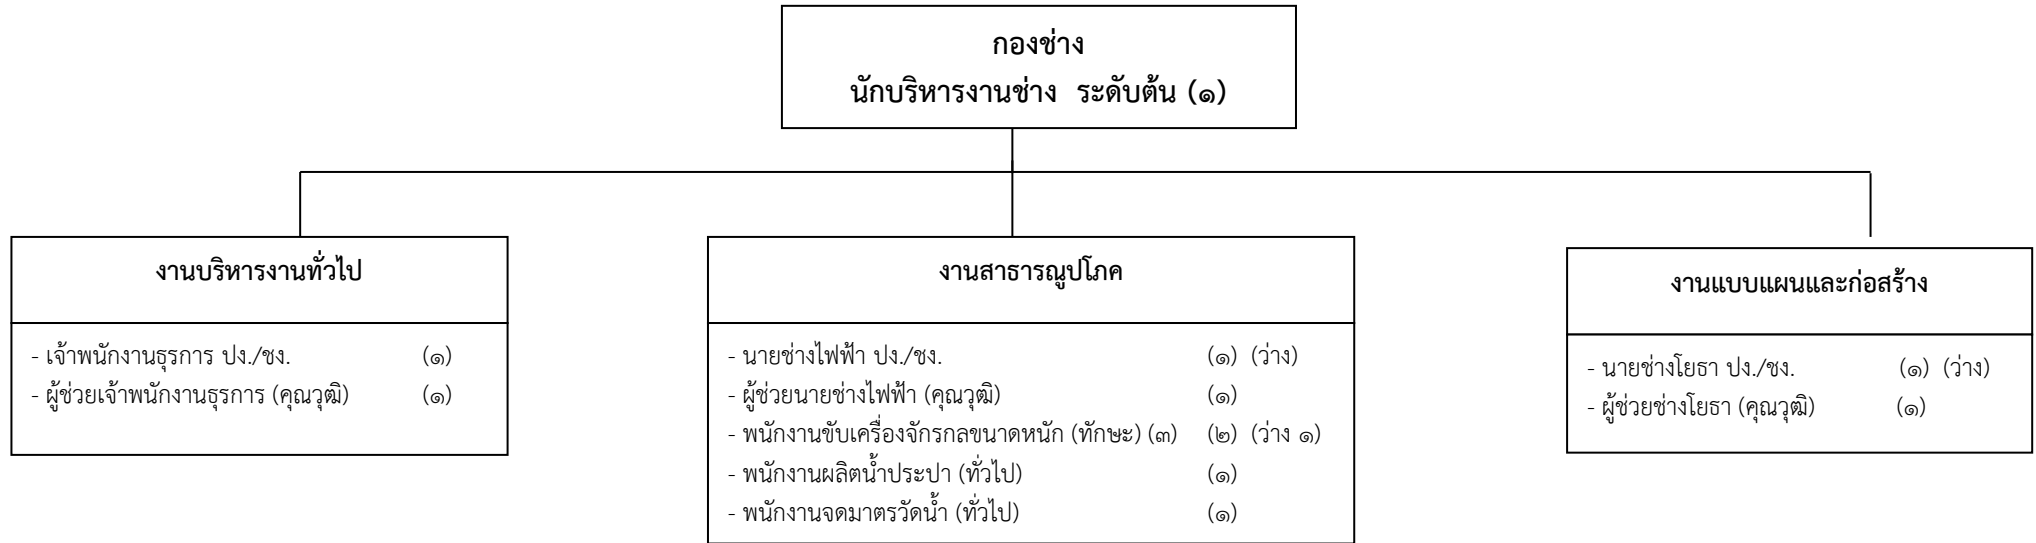 กองช่าง
นักบริหารงานช่าง ระดับต้น (๑)
งานบริหารงานทั่วไป
- เจ้าพนักงานธุรการ ปง./ชง. (๑)
- ผู้ช่วยเจ้าพนักงานธุรการ (คุณวุฒิ) (๑)
งานสาธารณูปโภค
- นายช่างไฟฟ้า ปง./ชง. (๑) (ว่าง)
- ผู้ช่วยนายช่างไฟฟ้า (คุณวุฒิ) (๑)
- พนักงานขับเครื่องจักรกลขนาดหนัก (ทักษะ) (๓) (๒) (ว่าง ๑)
- พนักงานผลิตน้ำประปา (ทั่วไป) (๑)
- พนักงานจดมาตรวัดน้ำ (ทั่วไป) (๑)
งานแบบแผนและก่อสร้าง
- นายช่างโยธา ปง./ชง. (๑) (ว่าง)
- ผู้ช่วยช่างโยธา (คุณวุฒิ) (๑)